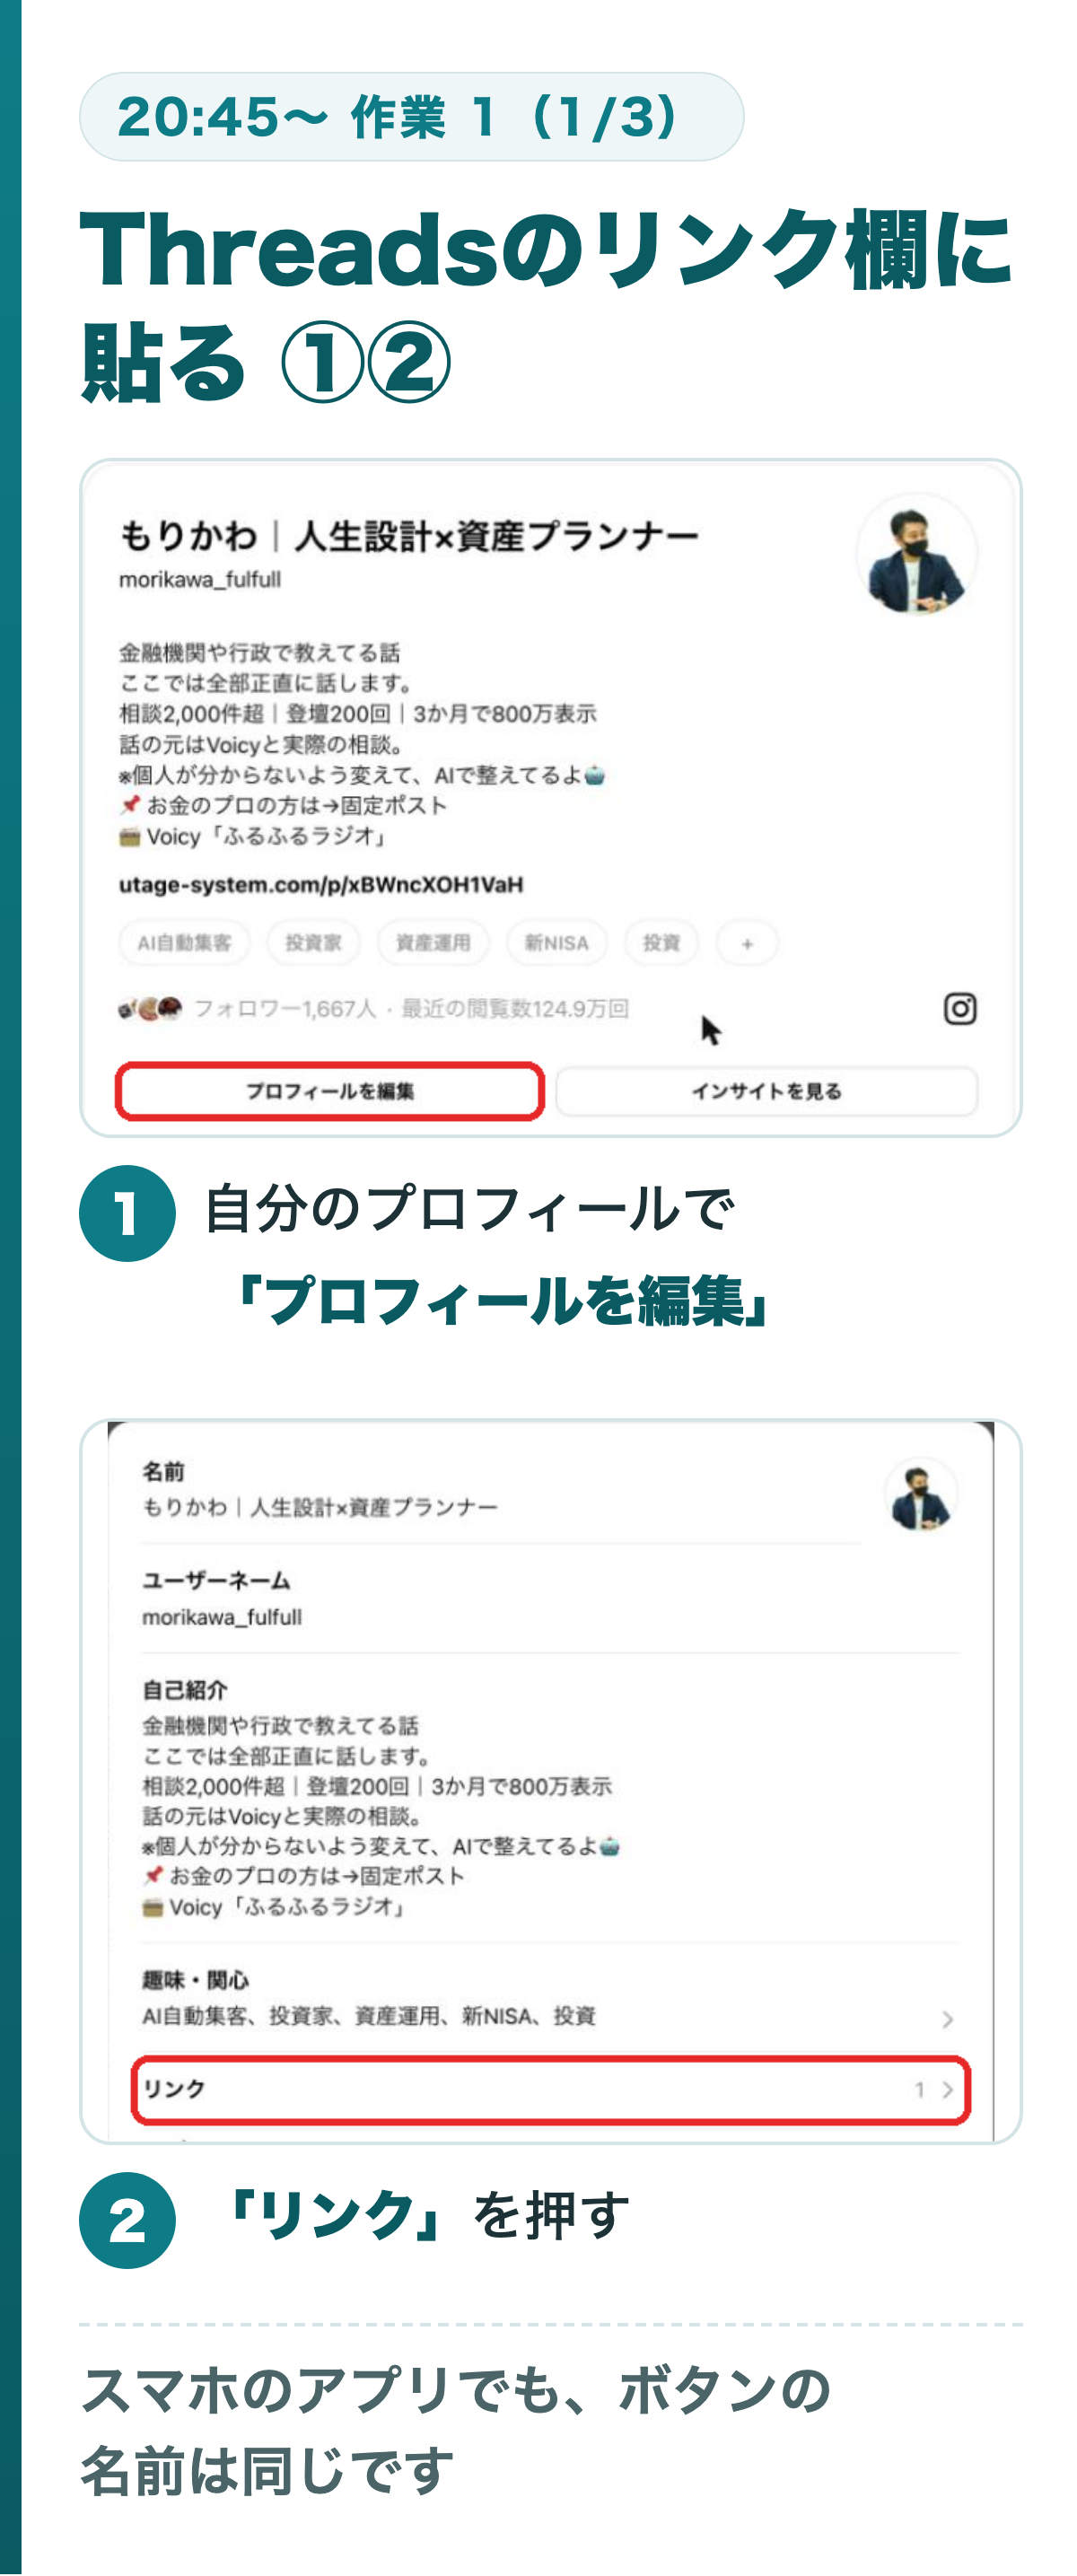 20:45〜 作業 1（1/3）
Threadsのリンク欄に
貼る ①②
もりかわ｜人生設計×資産プランナー
morikawa_fulfull
金融機関や行政で教えてる話
ここでは全部正直に話します。
相談2,000件超｜登壇200回｜3か月で800万表示
話の元はVoicyと実際の相談。
※個人が分からないよう変えて、AIで整えてるよ🤖
📌 お金のプロの方は→固定ポスト
📻 Voicy「ふるふるラジオ」
utage-system.com/p/xBWncXOH1VaH
AI自動集客 投資家 資産運用 新NISA 投資 +
フォロワー1,667人 · 最近の閲覧数124.9万回
プロフィールを編集 インサイトを見る
1 自分のプロフィールで
「プロフィールを編集」
名前
もりかわ｜人生設計×資産プランナー
ユーザーネーム
morikawa_fulfull
自己紹介
金融機関や行政で教えてる話
ここでは全部正直に話します。
相談2,000件超｜登壇200回｜3か月で800万表示
話の元はVoicyと実際の相談。
※個人が分からないよう変えて、AIで整えてるよ🤖
📌 お金のプロの方は→固定ポスト
📻 Voicy「ふるふるラジオ」
趣味・関心
AI自動集客、投資家、資産運用、新NISA、投資
リンク 1
2 「リンク」を押す
スマホのアプリでも、ボタンの
名前は同じです